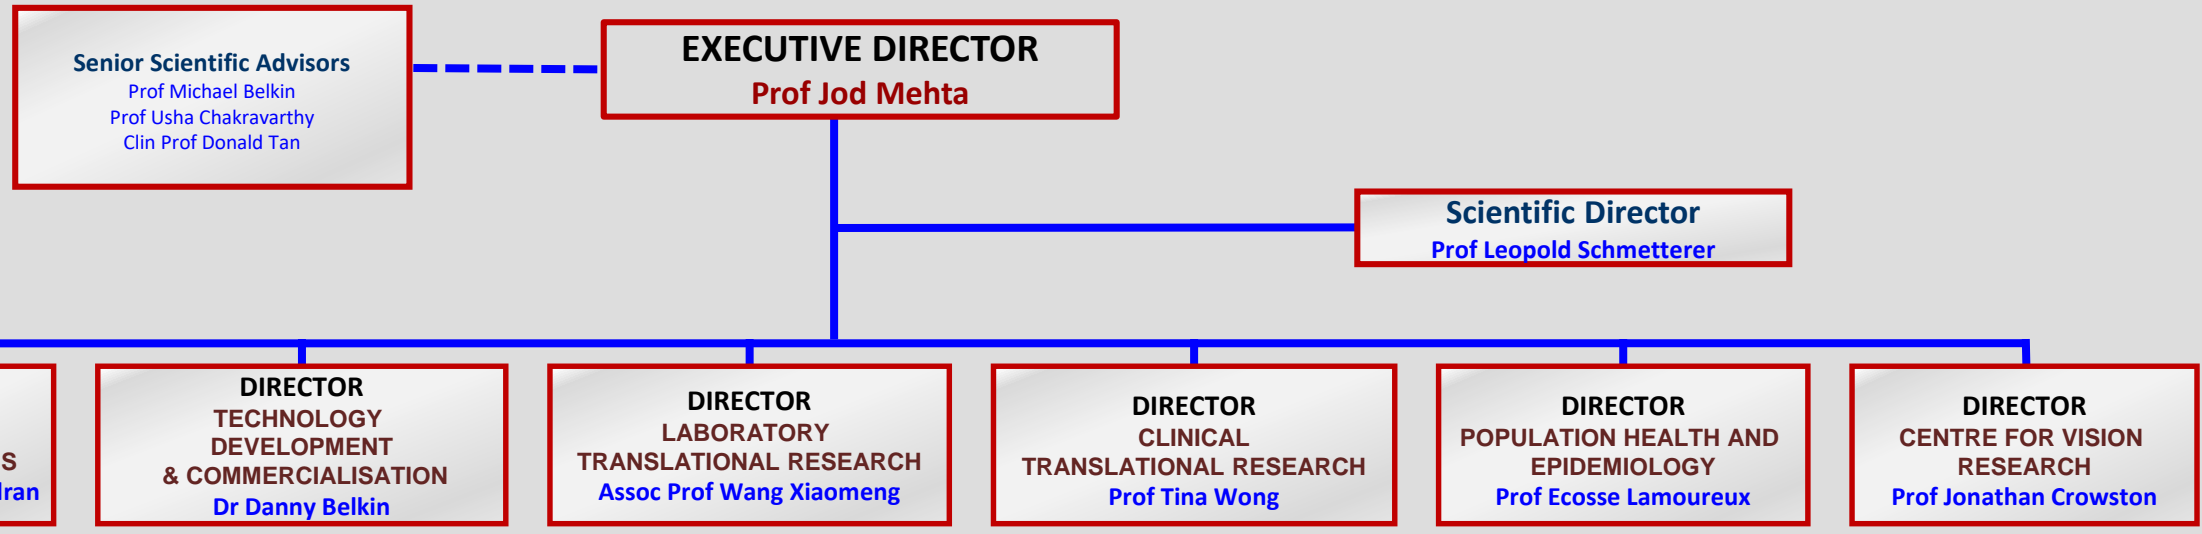 Senior Scientific Advisors
Prof Michael Belkin
Prof Usha Chakravarthy
Clin Prof Donald Tan
EXECUTIVE DIRECTOR
Prof Jod Mehta
Scientific Director
Prof Leopold Schmetterer
DIRECTOR
TECHNOLOGY
DEVELOPMENT
& COMMERCIALISATION
Dr Danny Belkin
DIRECTOR
LABORATORY
TRANSLATIONAL RESEARCH
Assoc Prof Wang Xiaomeng
DIRECTOR
CLINICAL
TRANSLATIONAL RESEARCH
Prof Tina Wong
DIRECTOR
POPULATION HEALTH AND
EPIDEMIOLOGY
Prof Ecosse Lamoureux
DIRECTOR
CENTRE FOR VISION
RESEARCH
Prof Jonathan Crowston